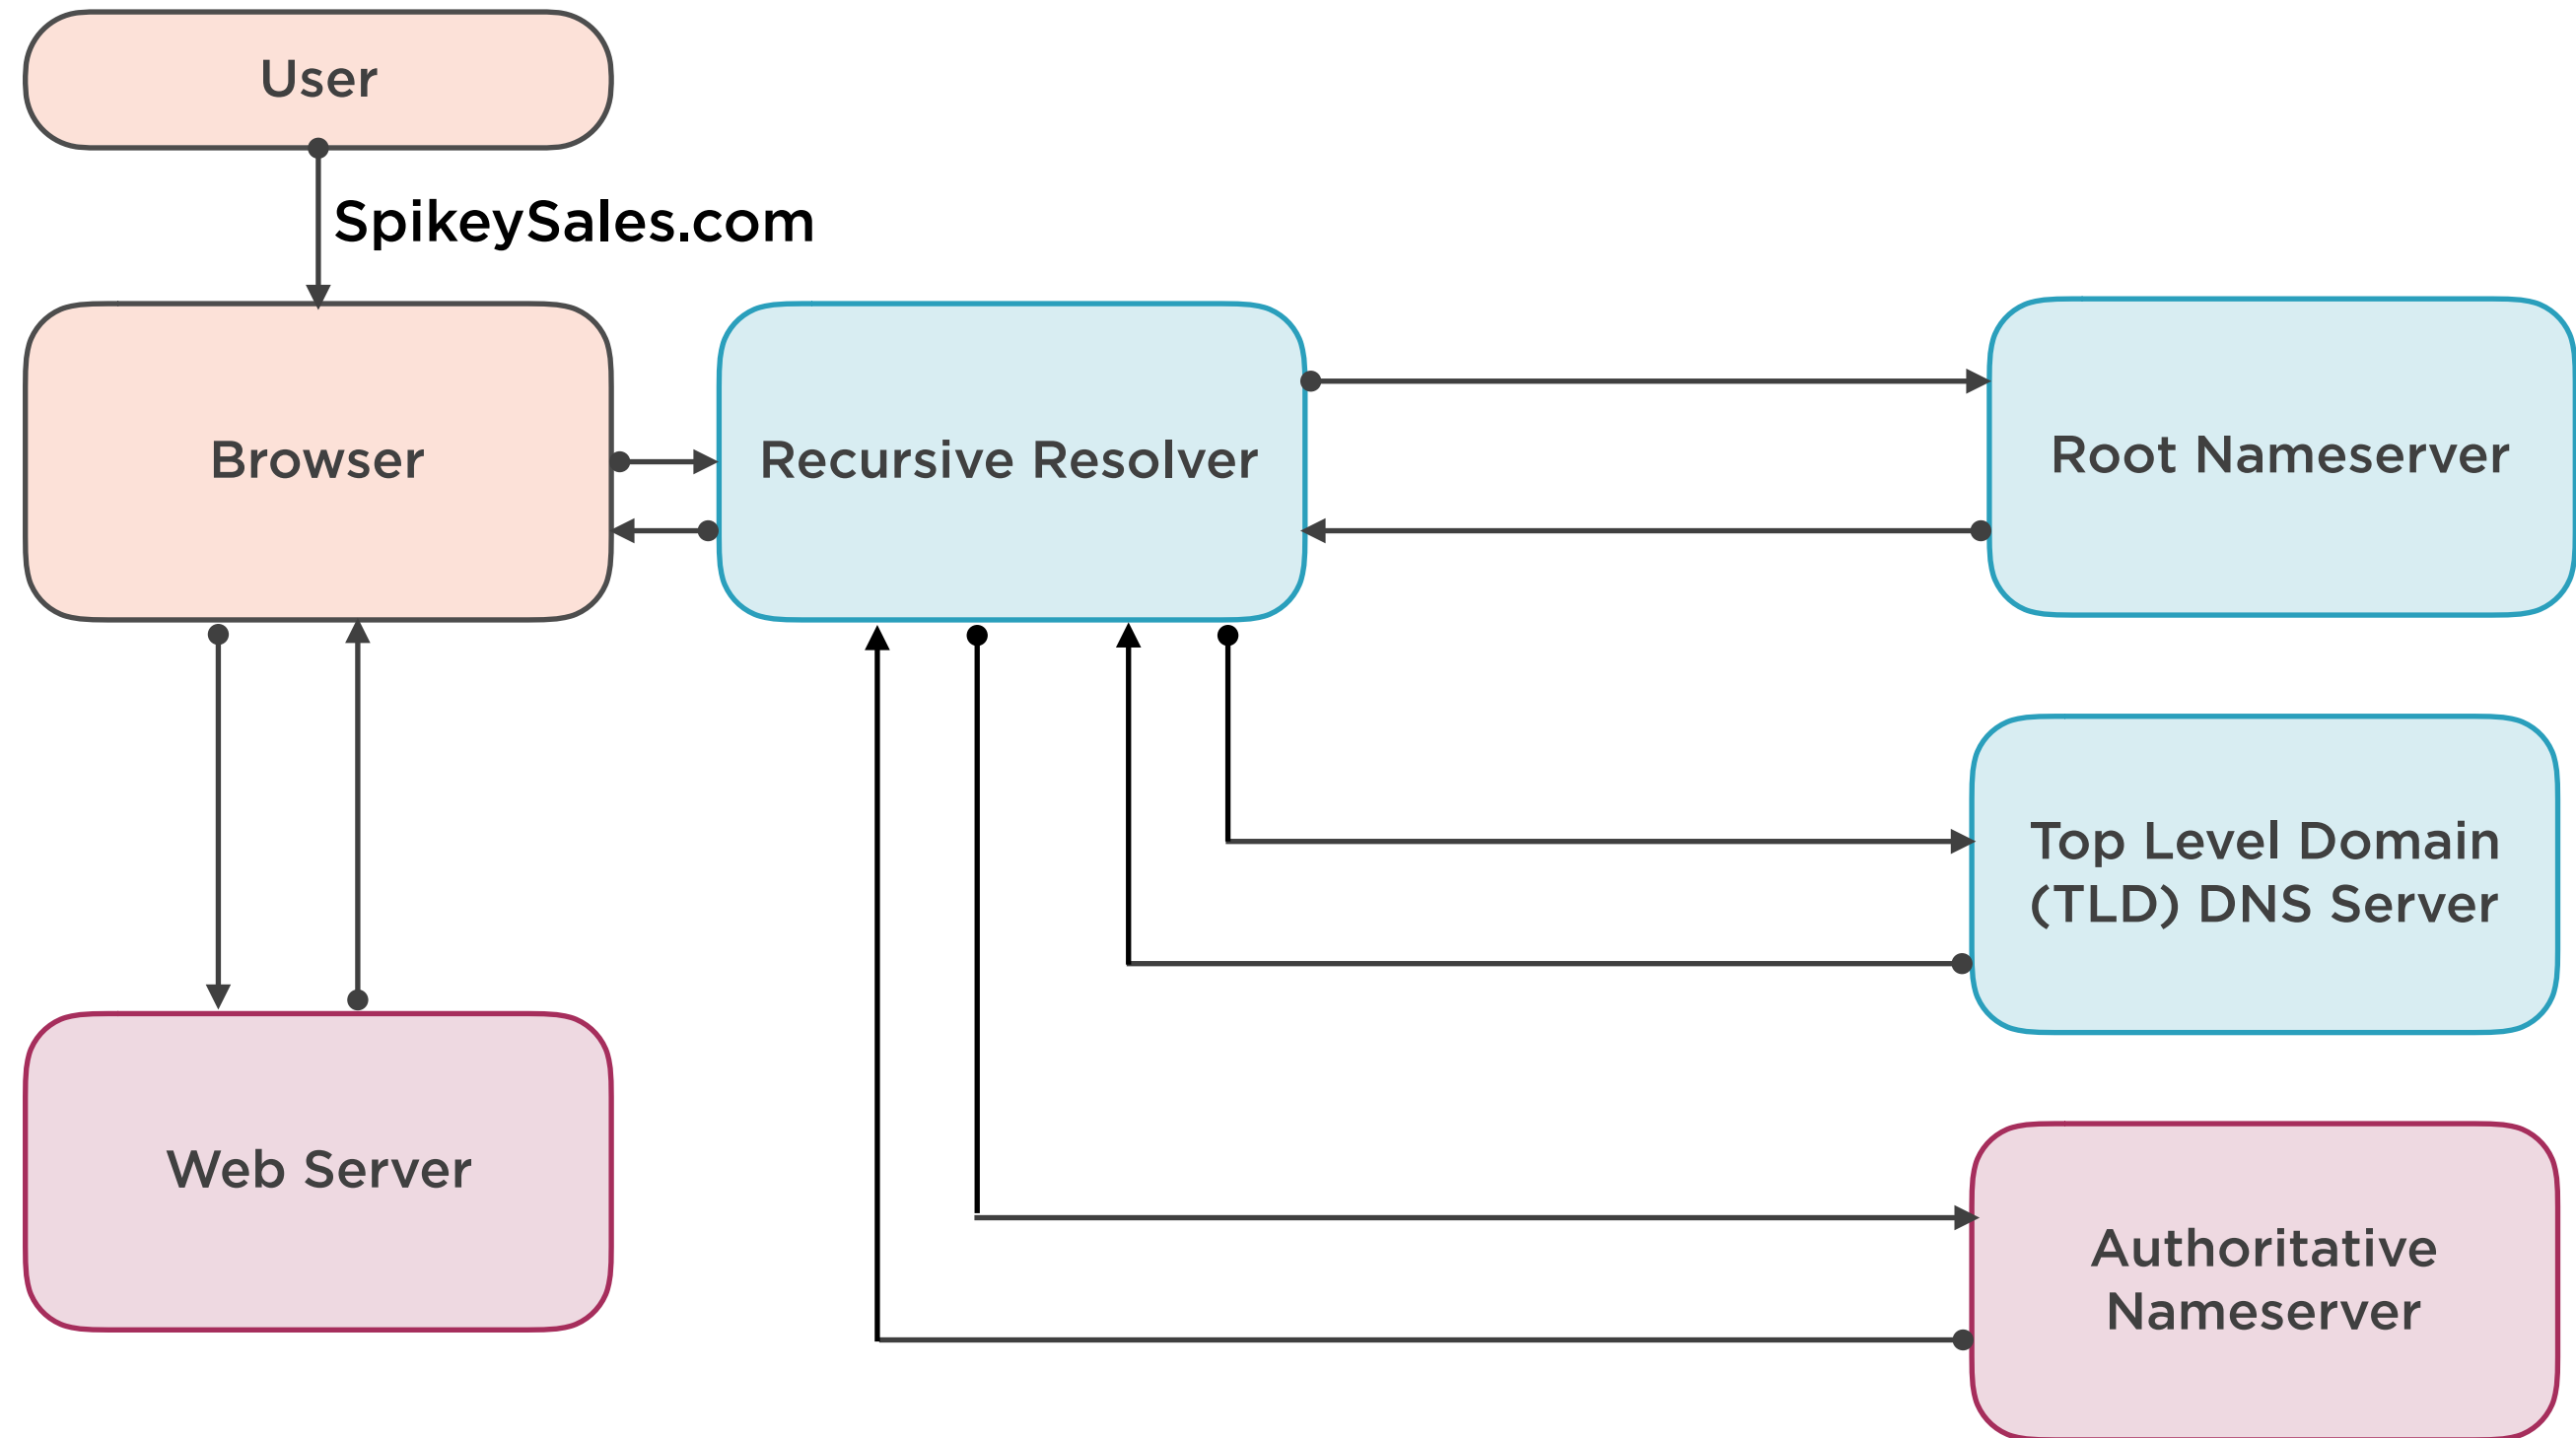 User
SpikeySales.com
Browser
Recursive Resolver
Root Nameserver
Top Level Domain
(TLD) DNS Server
Web Server
Authoritative
Nameserver